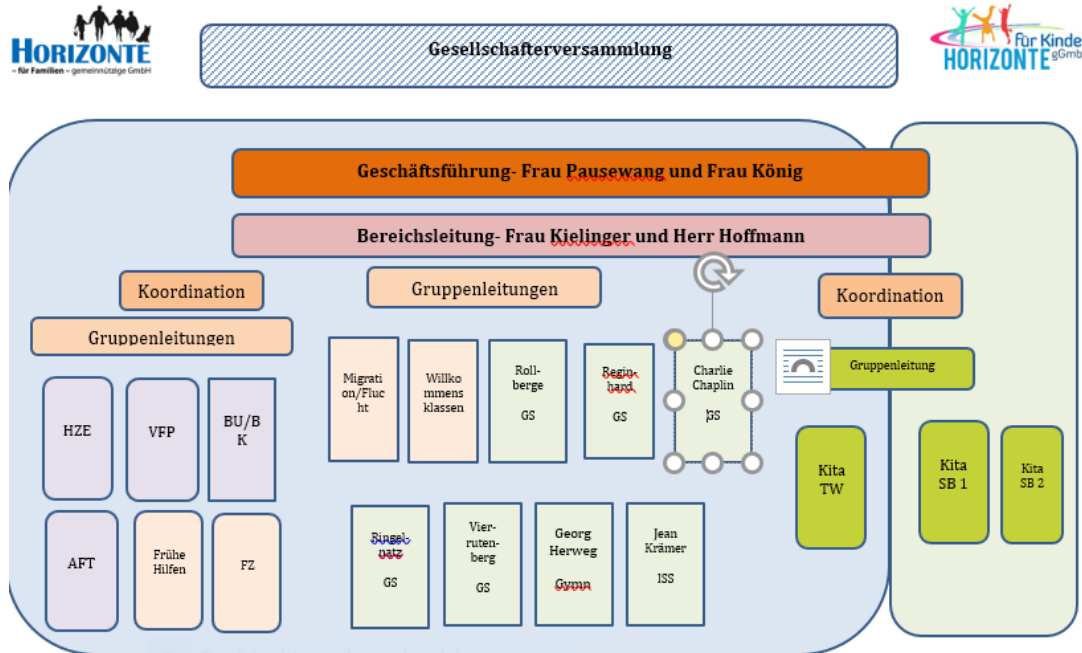 HORIZONTE
- für Familien - gemeinnützige GmbH
Gesellschafterversammlung
für Kinde
HORIZONTE gGmb
Geschäftsführung- Frau Pausewang und Frau König
Bereichsleitung- Frau Kielinger und Herr Hoffmann
Koordination
Gruppenleitungen
Koordination
Gruppenleitungen
Gruppenleitung
Migrati
on/Fluc
ht
Willko
mmens
klassen
Roll-
berge
GS
Regin-
hard
GS
Charlie
Chaplin
GS
HZE
VFP
BU/B
K
Kita
TW
Kita
SB 1
Kita
SB 2
AFT
Frühe
Hilfen
FZ
Ringel-
natz
GS
Vier-
ruten-
berg
GS
Georg
Herweg
Gymn
Jean
Krämer
ISS